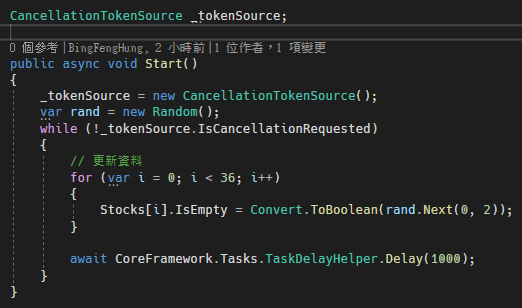 CancellationTokenSource _tokenSource;
0 個參考|BingFengHung, 2 小時前|1 位作者，1 項變更
public async void Start()
{
    _tokenSource = new CancellationTokenSource();
    var rand = new Random();
    while (!_tokenSource.IsCancellationRequested)
    {
        // 更新資料
        for (var i = 0; i < 36; i++)
        {
            Stocks[i].IsEmpty = Convert.ToBoolean(rand.Next(0, 2));
        }
        await CoreFramework.Tasks.TaskDelayHelper.Delay(1000);
    }
}